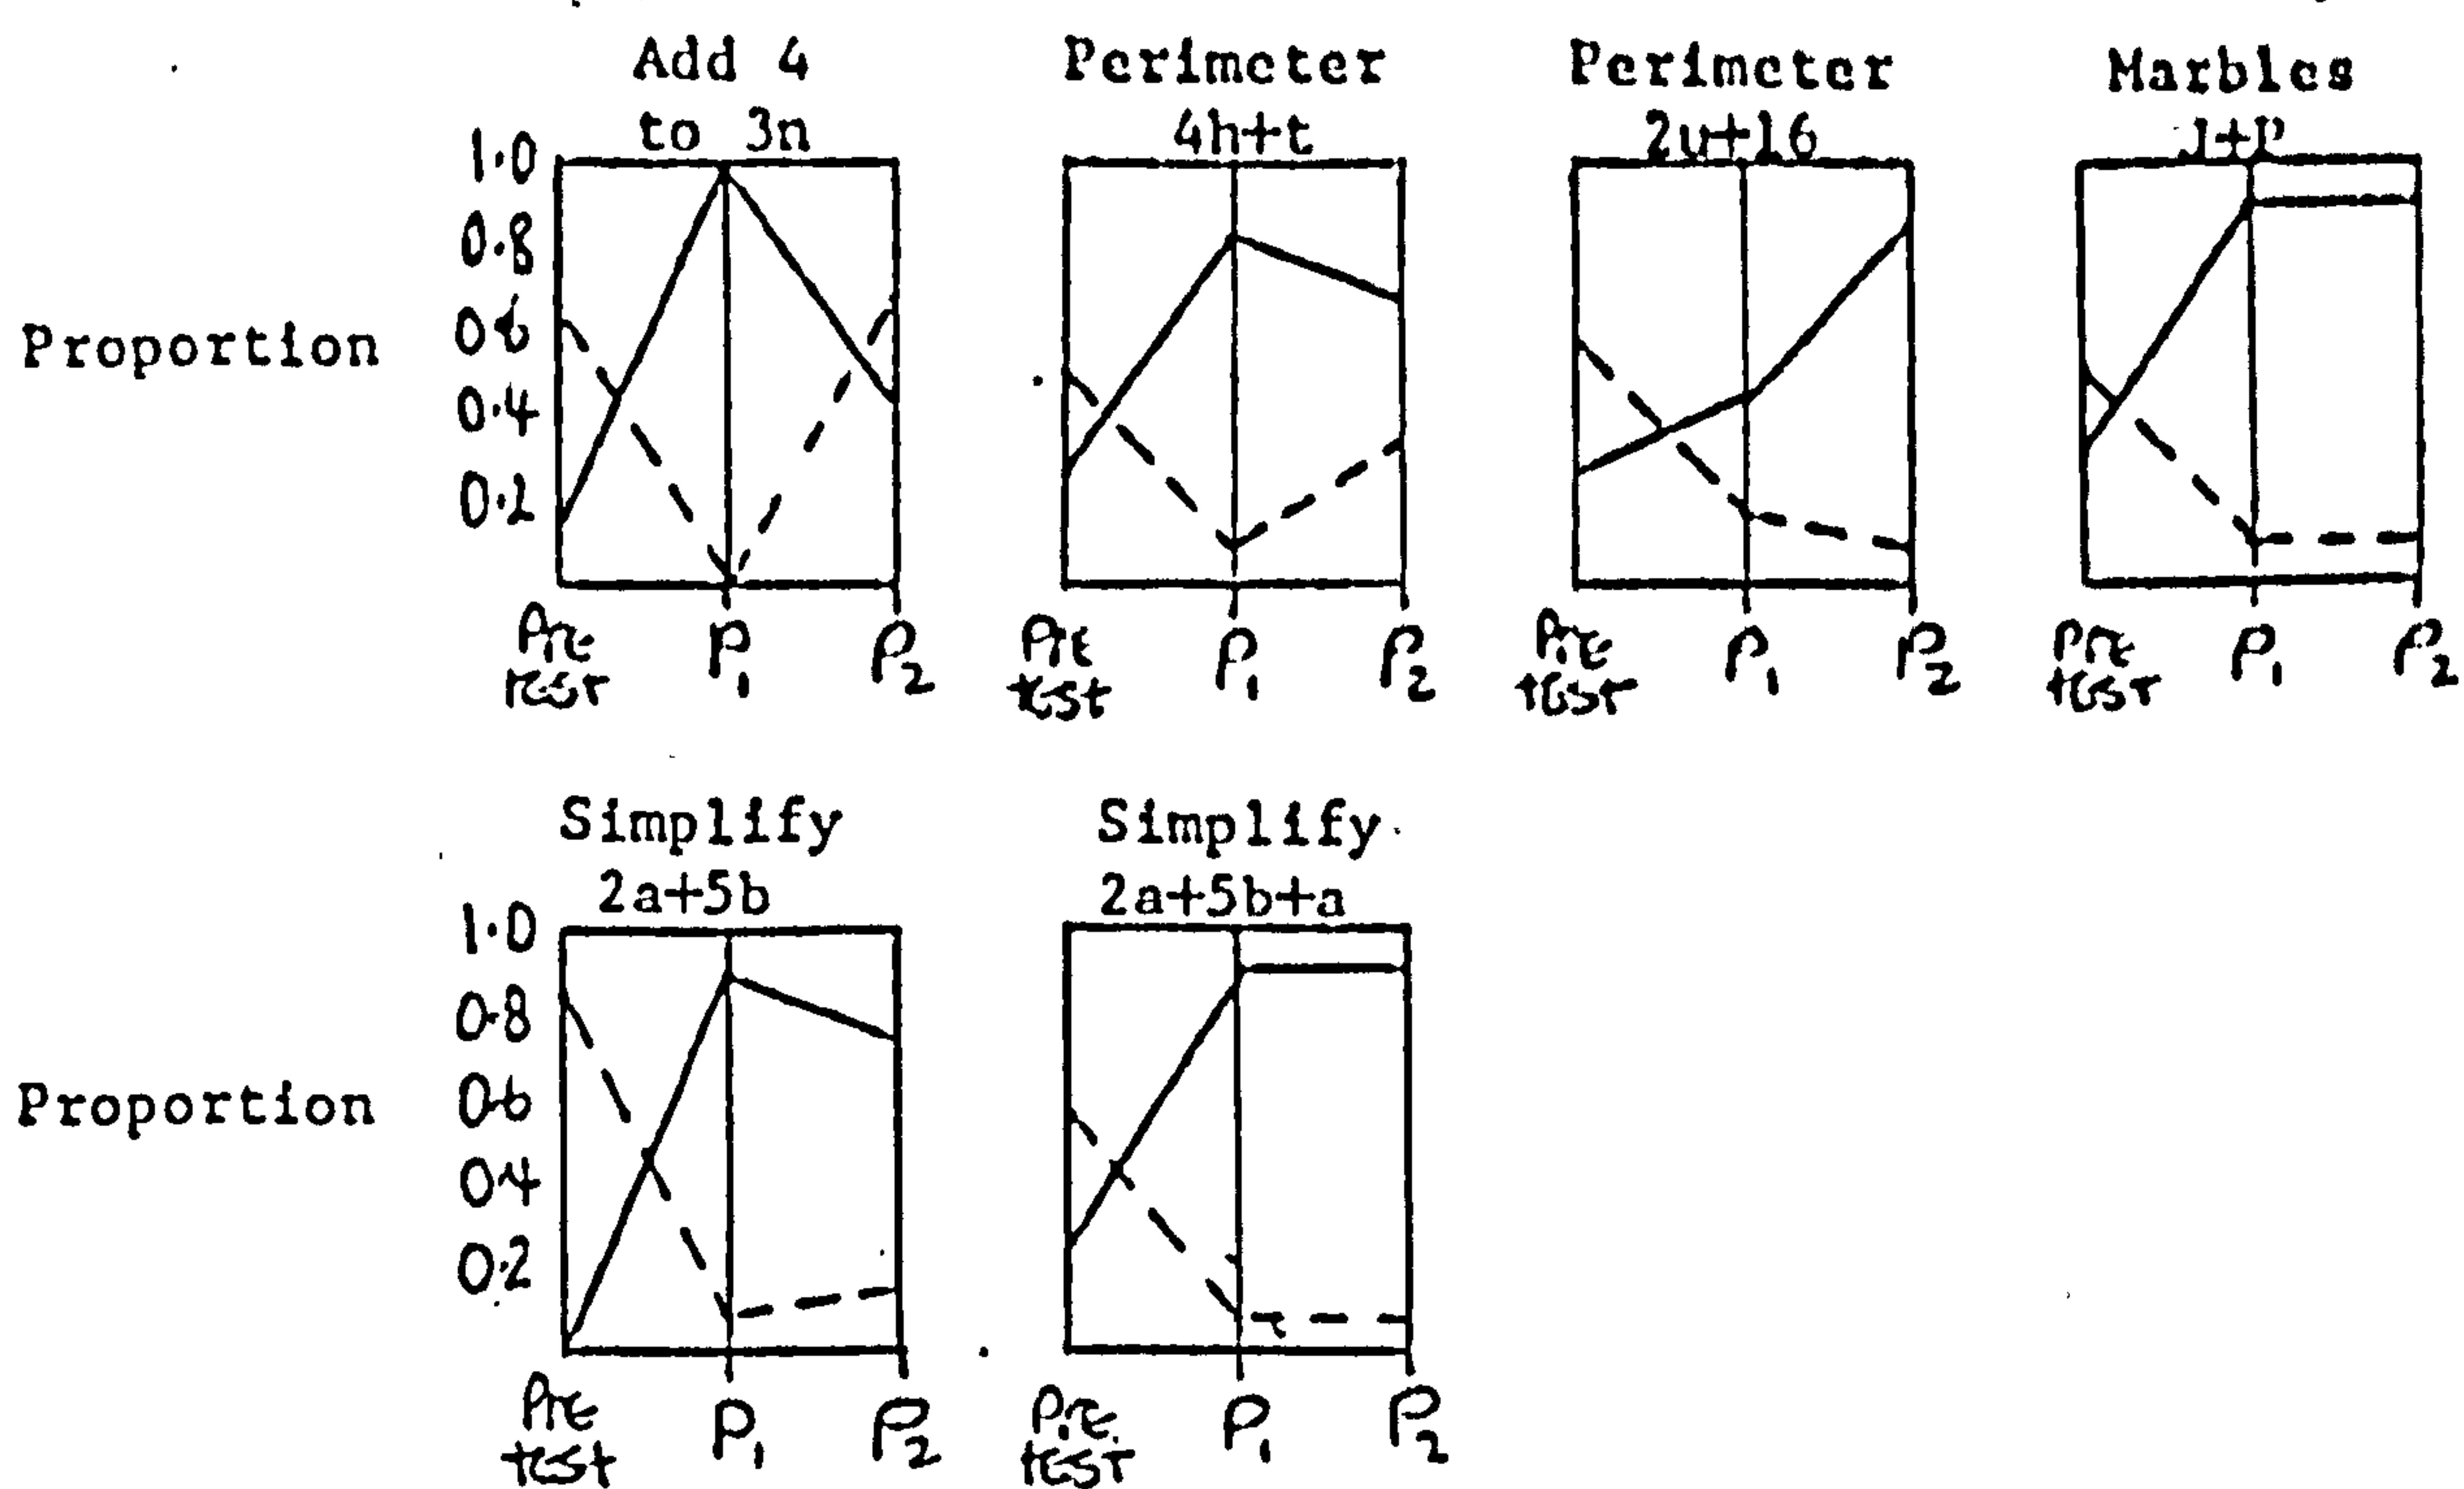 Add 4
to 3n
Perimeter
4h+t
Perimeter
2u+16
Marbles
J+P
Proportion
1.0
0.8
0.6
0.4
0.2
Pre
test
P1
P2
Pre
test
P1
P2
Pre
test
P1
P2
Pre
test
P1
P2
Simplify
2a+5b
Simplify
2a+5b+a
Proportion
1.0
0.8
0.6
0.4
0.2
Pre
test
P1
P2
Pre
test
P1
P2